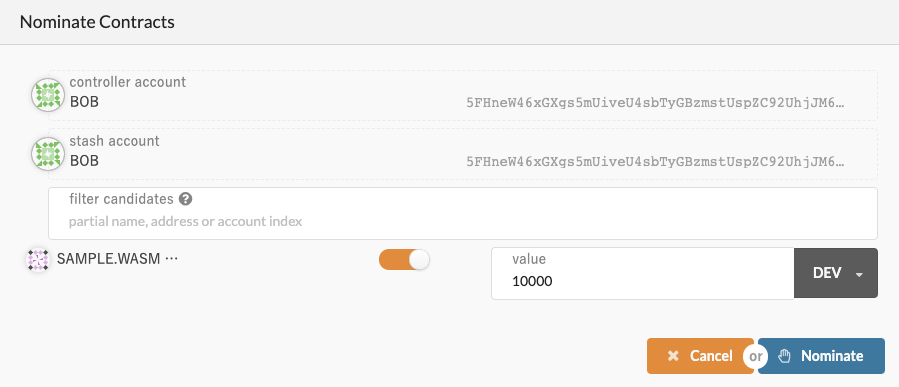 Nominate Contracts
controller account
BOB 5FHneW46xGXgs5mUiveU4sbTyGBzmstUspZC92UhjJM6…
stash account
BOB 5FHneW46xGXgs5mUiveU4sbTyGBzmstUspZC92UhjJM6…
filter candidates ?
partial name, address or account index
SAMPLE.WASM ⋯
value
10000
DEV
Cancel or Nominate